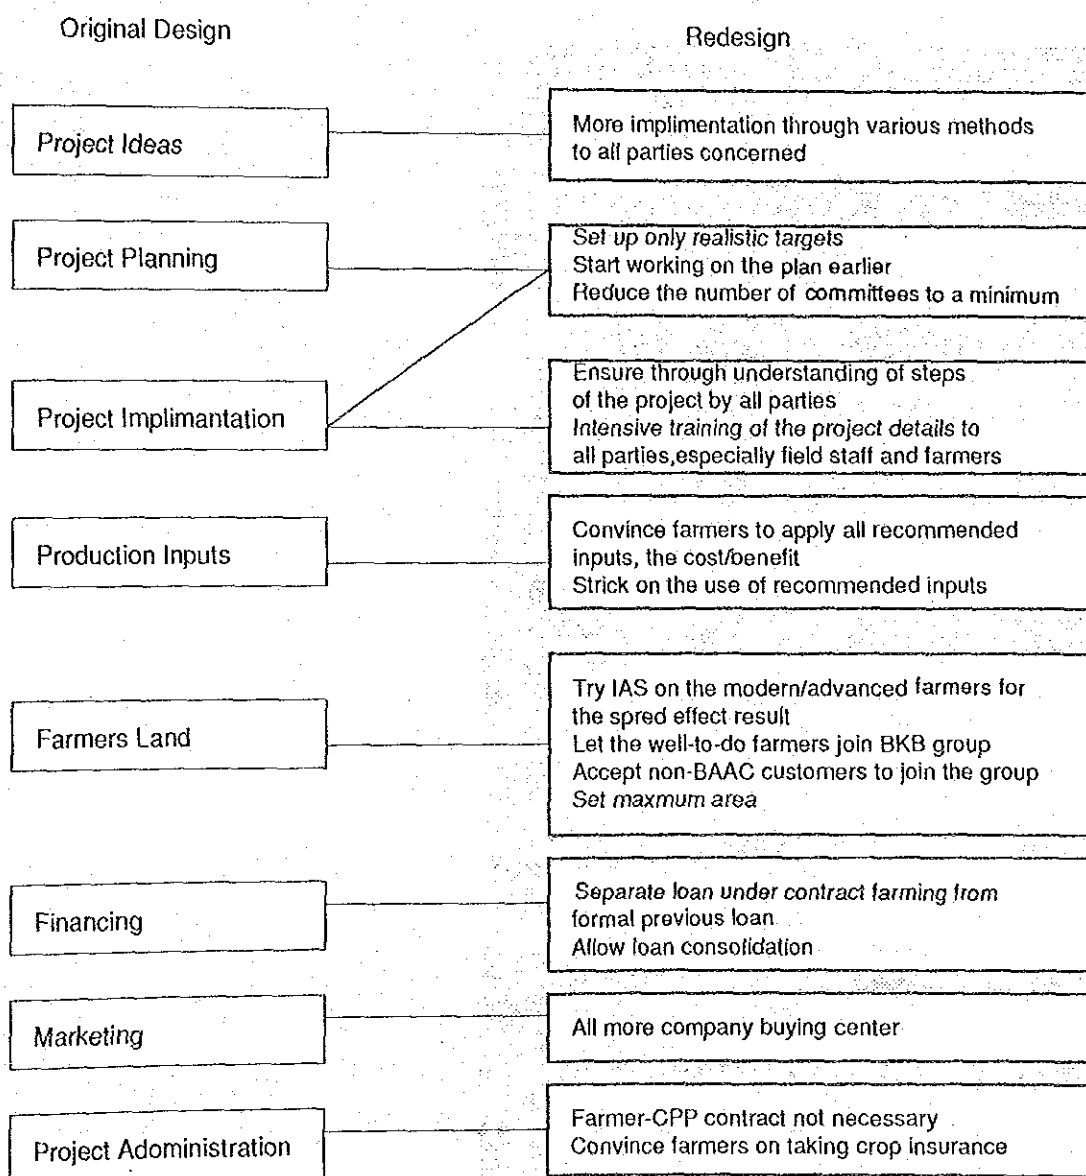 Original Design
Redesign
Project Ideas
More implimentation through various methods
to all parties concerned
Project Planning
Set up only realistic targets
Start working on the plan earlier
Reduce the number of committees to a minimum
Project Implimantation
Ensure through understanding of steps
of the project by all parties
Intensive training of the project details to
all parties,especially field staff and farmers
Production Inputs
Convince farmers to apply all recommended
inputs, the cost/benefit
Strick on the use of recommended inputs
Farmers Land
Try IAS on the modern/advanced farmers for
the spred effect result
Let the well-to-do farmers join BKB group
Accept non-BAAC customers to join the group
Set maxmum area
Financing
Separate loan under contract farming from
formal previous loan
Allow loan consolidation
Marketing
All more company buying center
Project Adoministration
Farmer-CPP contract not necessary
Convince farmers on taking crop insurance